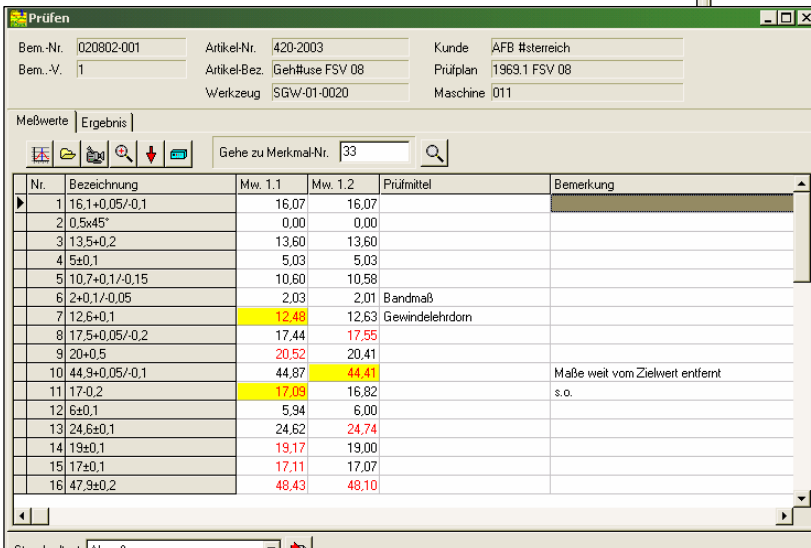 Prüfen
Bem.-Nr. 020802-001 Artikel-Nr. 420-2003 Kunde AFB #sterreich
Bem..-V. 1 Artikel-Bez. Geh#use FSV 08 Prüfplan 1969.1 FSV 08
Werkzeug SGW-01-0020 Maschine 011
Meßwerte Ergebnis
Gehe zu Merkmal-Nr. 33
Nr. Bezeichnung Mw. 1.1 Mw. 1.2 Prüfmittel Bemerkung
1 16,1+0,05/-0,1 16,07 16,07
2 0,5x45° 0,00 0,00
3 13,5+0,2 13,60 13,60
4 5±0,1 5,03 5,03
5 10,7+0,1/-0,15 10,60 10,58
6 2+0,1/-0,05 2,03 2,01 Bandmaß
7 12,6+0,1 12,48 12,63 Gewindelehrdorn
8 17,5+0,05/-0,2 17,44 17,55
9 20+0,5 20,52 20,41
10 44,9+0,05/-0,1 44,87 44,41 Maße weit vom Zielwert entfernt
11 17-0,2 17,09 16,82 s.o.
12 6±0,1 5,94 6,00
13 24,6±0,1 24,62 24,74
14 19±0,1 19,17 19,00
15 17±0,1 17,11 17,07
16 47,9±0,2 48,43 48,10